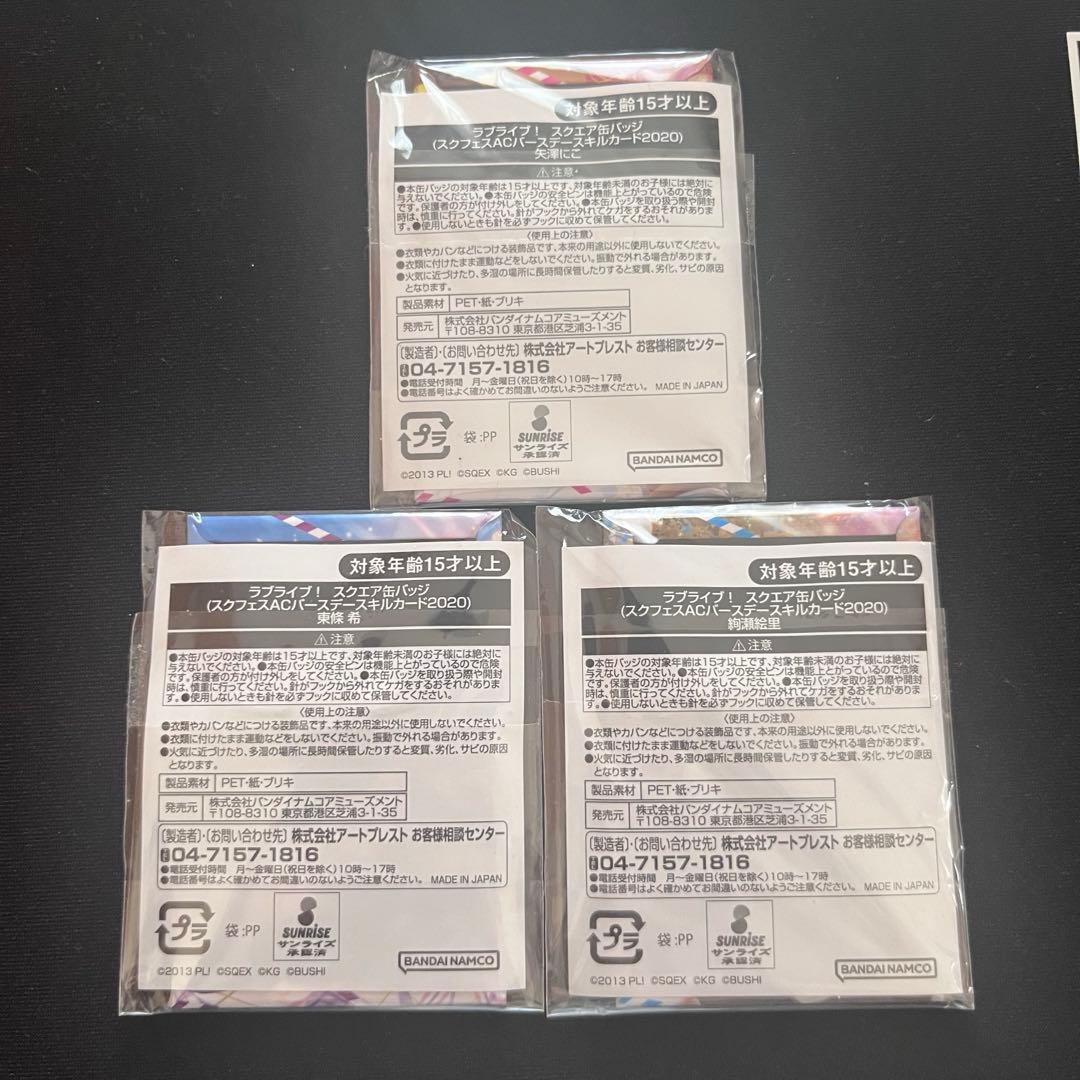 対象年齢15才以上
ラブライブ! スクエア缶バッジ
(スクフェスACバースデースキルカード2020)
矢澤にこ
⚠注意
●本缶バッジの対象年齢は15才以上です。対象年齢未満のお子様には絶対に
与えないでください。●本缶バッジの安全ピンは機能上とがっているので危険
です。保護者の方が付け外しをしてください。●本缶バッジを取り扱う際や開封
時は、慎重に行ってください。針がフックから外れてケガをするおそれがありま
す。●使用しないときも針を必ずフックに収めて保管してください。
〈使用上の注意〉
●衣類やカバンなどにつける装飾品です。本来の用途以外に使用しないでください。
●衣類に付けたまま運動などをしないでください。振動で外れる場合があります。
●火気に近づけたり、多湿の場所に長時間保管したりすると変質、劣化、サビの原因
となります。
製品素材 PET・紙・ブリキ
発売元 株式会社バンダイナムコアミューズメント
〒108-8310 東京都港区芝浦3-1-35
〔製造者〕・〔お問い合わせ先〕 株式会社アートプレスト お客様相談センター
04-7157-1816
●電話受付時間 月〜金曜日(祝日を除く)10時〜17時
●電話番号はよく確かめてお間違いのないようご注意ください。 MADE IN JAPAN
プラ 袋:PP SUNRISE
サンライズ
承認済
BANDAI NAMCO
©2013 PL! ©SQEX ©KG ©BUSHI
対象年齢15才以上
ラブライブ! スクエア缶バッジ
(スクフェスACバースデースキルカード2020)
東條 希
⚠注意
●本缶バッジの対象年齢は15才以上です。対象年齢未満のお子様には絶対に
与えないでください。●本缶バッジの安全ピンは機能上とがっているので危険
です。保護者の方が付け外しをしてください。●本缶バッジを取り扱う際や開封
時は、慎重に行ってください。針がフックから外れてケガをするおそれがありま
す。●使用しないときも針を必ずフックに収めて保管してください。
〈使用上の注意〉
●衣類やカバンなどにつける装飾品です。本来の用途以外に使用しないでください。
●衣類に付けたまま運動などをしないでください。振動で外れる場合があります。
●火気に近づけたり、多湿の場所に長時間保管したりすると変質、劣化、サビの原因
となります。
製品素材 PET・紙・ブリキ
発売元 株式会社バンダイナムコアミューズメント
〒108-8310 東京都港区芝浦3-1-35
〔製造者〕・〔お問い合わせ先〕 株式会社アートプレスト お客様相談センター
04-7157-1816
●電話受付時間 月〜金曜日(祝日を除く)10時〜17時
●電話番号はよく確かめてお間違いのないようご注意ください。 MADE IN JAPAN
プラ 袋:PP SUNRISE
サンライズ
承認済
BANDAI NAMCO
©2013 PL! ©SQEX ©KG ©BUSHI
対象年齢15才以上
ラブライブ! スクエア缶バッジ
(スクフェスACバースデースキルカード2020)
絢瀬絵里
⚠注意
●本缶バッジの対象年齢は15才以上です。対象年齢未満のお子様には絶対に
与えないでください。●本缶バッジの安全ピンは機能上とがっているので危険
です。保護者の方が付け外しをしてください。●本缶バッジを取り扱う際や開封
時は、慎重に行ってください。針がフックから外れてケガをするおそれがありま
す。●使用しないときも針を必ずフックに収めて保管してください。
〈使用上の注意〉
●衣類やカバンなどにつける装飾品です。本来の用途以外に使用しないでください。
●衣類に付けたまま運動などをしないでください。振動で外れる場合があります。
●火気に近づけたり、多湿の場所に長時間保管したりすると変質、劣化、サビの原因
となります。
製品素材 PET・紙・ブリキ
発売元 株式会社バンダイナムコアミューズメント
〒108-8310 東京都港区芝浦3-1-35
〔製造者〕・〔お問い合わせ先〕 株式会社アートプレスト お客様相談センター
04-7157-1816
●電話受付時間 月〜金曜日(祝日を除く)10時〜17時
●電話番号はよく確かめてお間違いのないようご注意ください。 MADE IN JAPAN
プラ 袋:PP SUNRISE
サンライズ
承認済
BANDAI NAMCO
©2013 PL! ©SQEX ©KG ©BUSHI